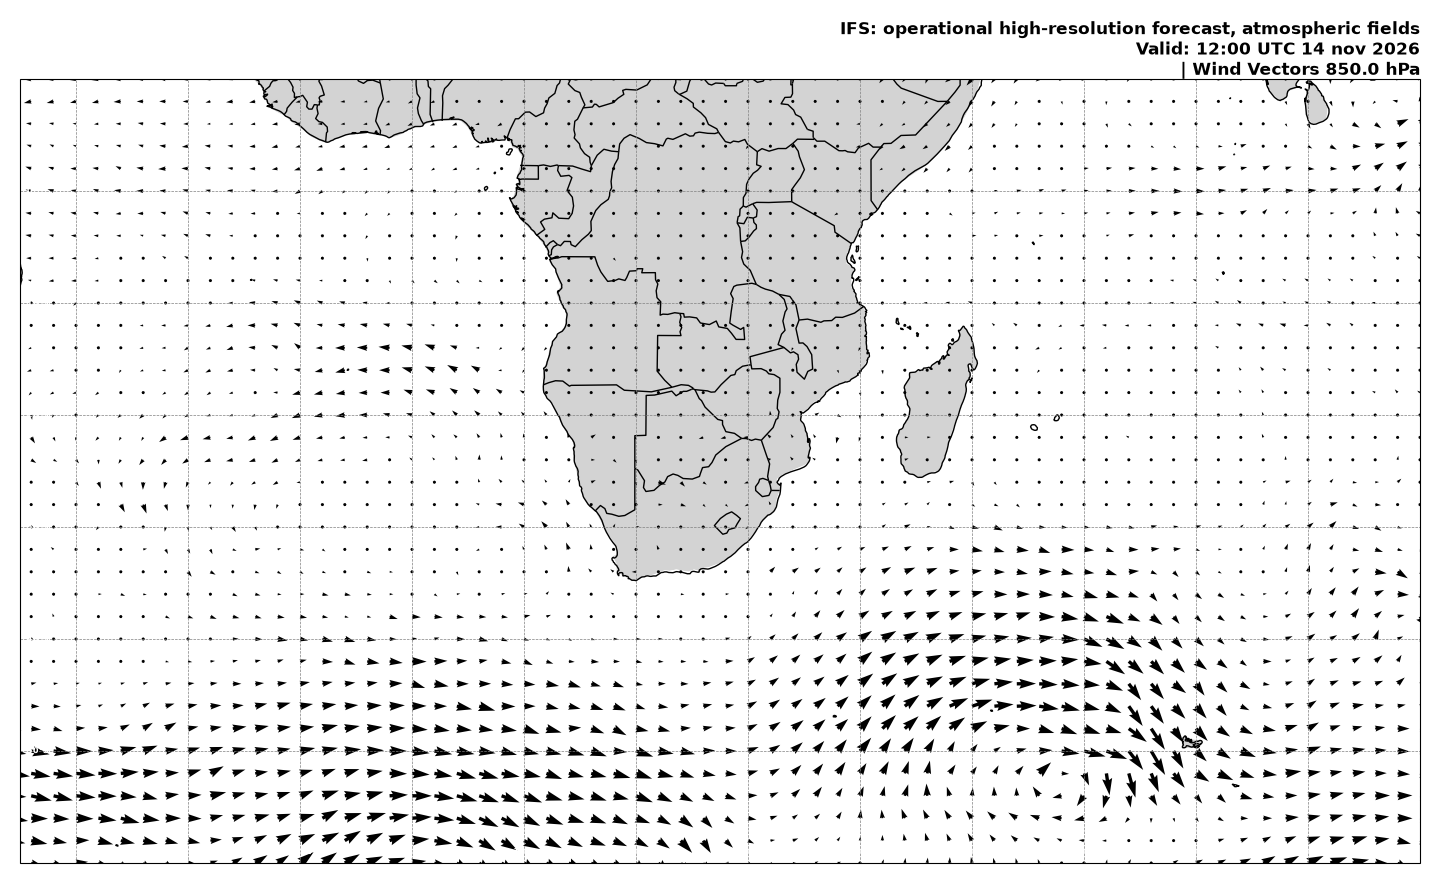 IFS: operational high-resolution forecast, atmospheric fields
Valid: 12:00 UTC 14 nov 2026
| Wind Vectors 850.0 hPa